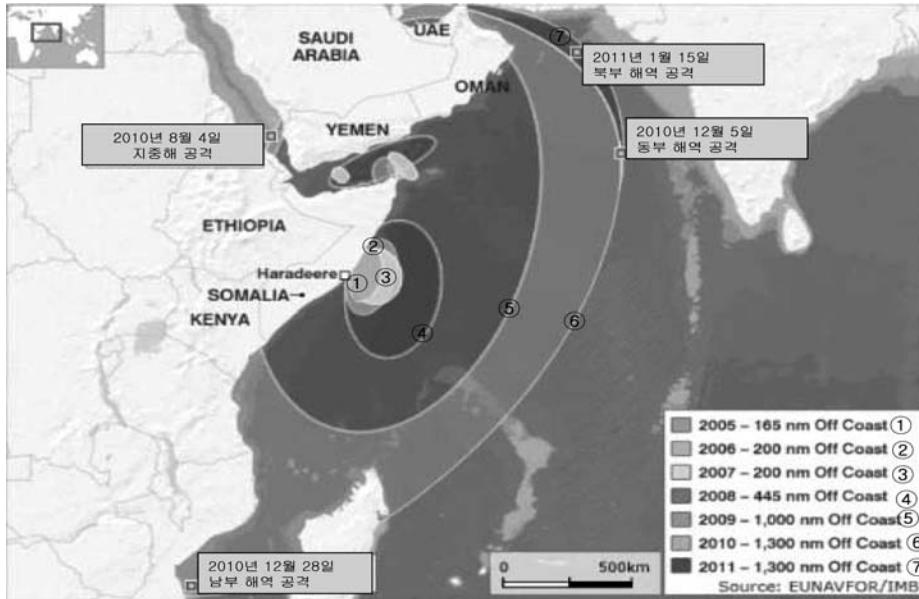 SAUDI
ARABIA
UAE
⑦
2011년 1월 15일
북부 해역 공격
OMAN
2010년 8월 4일
지중해 공격
YEMEN
2010년 12월 5일
동부 해역 공격
ETHIOPIA
②
Haradeere
①
③
SOMALIA
KENYA
④
⑤
⑥
2005 – 165 nm Off Coast ①
2006 – 200 nm Off Coast ②
2007 – 200 nm Off Coast ③
2008 – 445 nm Off Coast ④
2009 – 1,000 nm Off Coast ⑤
2010 – 1,300 nm Off Coast ⑥
2011 – 1,300 nm Off Coast ⑦
Source: EUNAVFOR/IMB
2010년 12월 28일
남부 해역 공격
0 500km